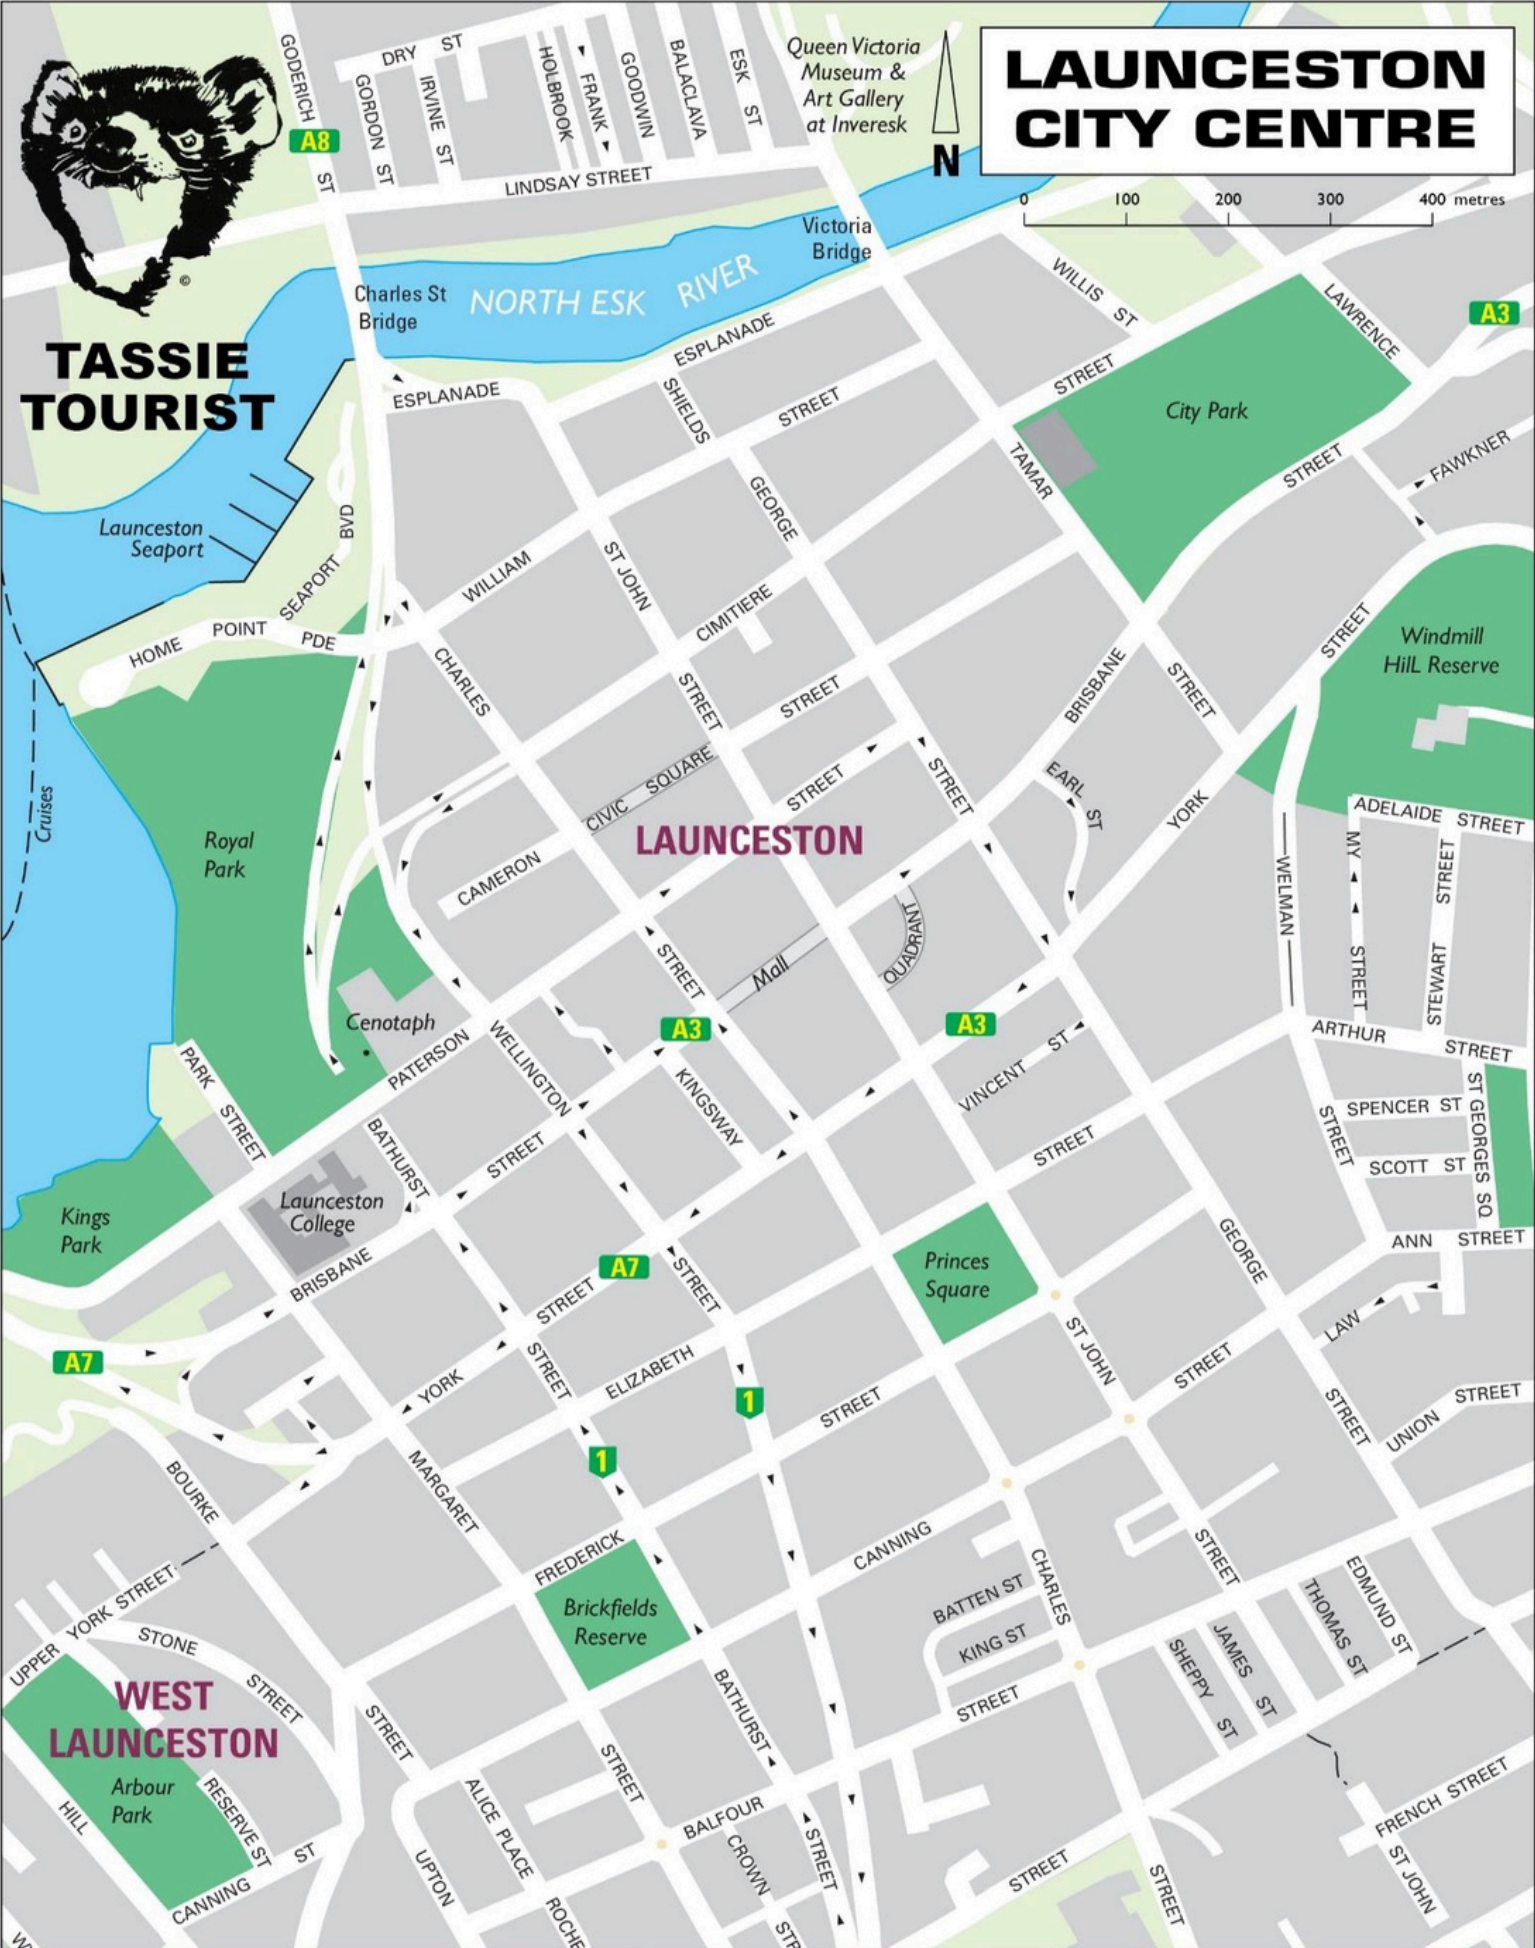 LAUNCESTON
CITY CENTRE
TASSIE
TOURIST
©
N
0 100 200 300 400 metres
Queen Victoria
Museum &
Art Gallery
at Inveresk
GODERICH
ST
A8
DRY ST
GORDON ST
IRVINE ST
HOLBROOK
FRANK
GOODWIN
BALACLAVA
ESK ST
LINDSAY STREET
Victoria
Bridge
Charles St
Bridge
NORTH ESK RIVER
WILLIS ST
LAWRENCE
A3
ESPLANADE
ESPLANADE
SHIELDS
STREET
STREET
City Park
TAMAR
STREET
FAWKNER
Launceston
Seaport
SEAPORT BVD
HOME POINT PDE
WILLIAM
ST JOHN
GEORGE
CIMITIERE
CHARLES
STREET
STREET
BRISBANE
STREET
STREET
Windmill
HilL Reserve
Cruises
Royal
Park
CIVIC SQUARE
STREET
STREET
EARL ST
YORK
LAUNCESTON
CAMERON
ADELAIDE STREET
MY STREET
STEWART STREET
WELMAN
STREET
QUADRANT
STREET
Mall
Cenotaph
PATERSON
WELLINGTON
A3
A3
ARTHUR STREET
PARK STREET
BATHURST
KINGSWAY
VINCENT ST
STREET
STREET
SPENCER ST
ST GEORGES SQ
SCOTT ST
Launceston
College
Kings
Park
BRISBANE
A7
STREET
STREET
Princes
Square
GEORGE
ANN STREET
A7
STREET
ELIZABETH
YORK
1
STREET
ST JOHN
STREET
LAW
STREET
UNION STREET
1
BOURKE
MARGARET
FREDERICK
CANNING
CHARLES
STREET
BATTEN ST
KING ST
EDMUND ST
THOMAS ST
JAMES ST
SHEPPY ST
Brickfields
Reserve
UPPER YORK STREET
STONE
STREET
WEST
LAUNCESTON
Arbour
Park
RESERVE ST
HILL
CANNING ST
STREET
STREET
BATHURST
STREET
ALICE PLACE
UPTON
BALFOUR
CROWN
STREET
STREET
STREET
FRENCH STREET
ST JOHN
ROCHE
STR
W